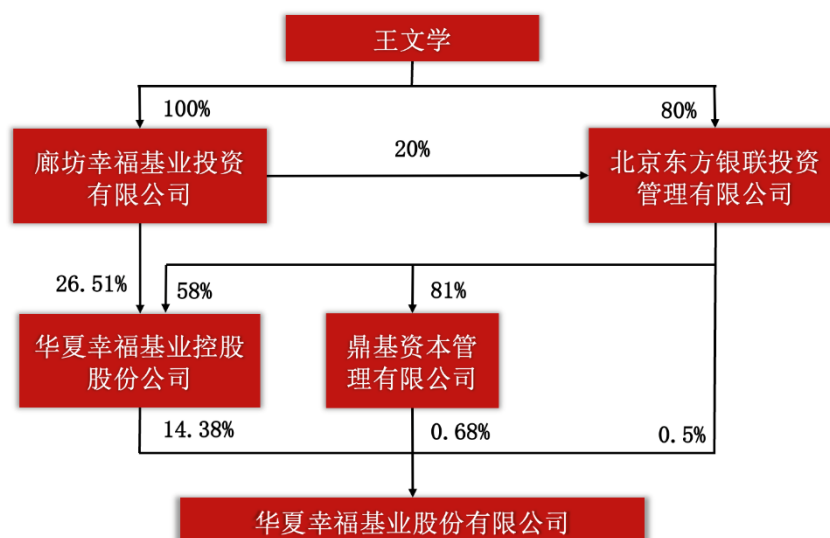 王文学
100%
80%
廊坊幸福基业投资
有限公司
20%
北京东方银联投资
管理有限公司
26.51%
58%
81%
华夏幸福基业控股
股份公司
鼎基资本管
理有限公司
14.38%
0.68%
0.5%
华夏幸福基业股份有限公司